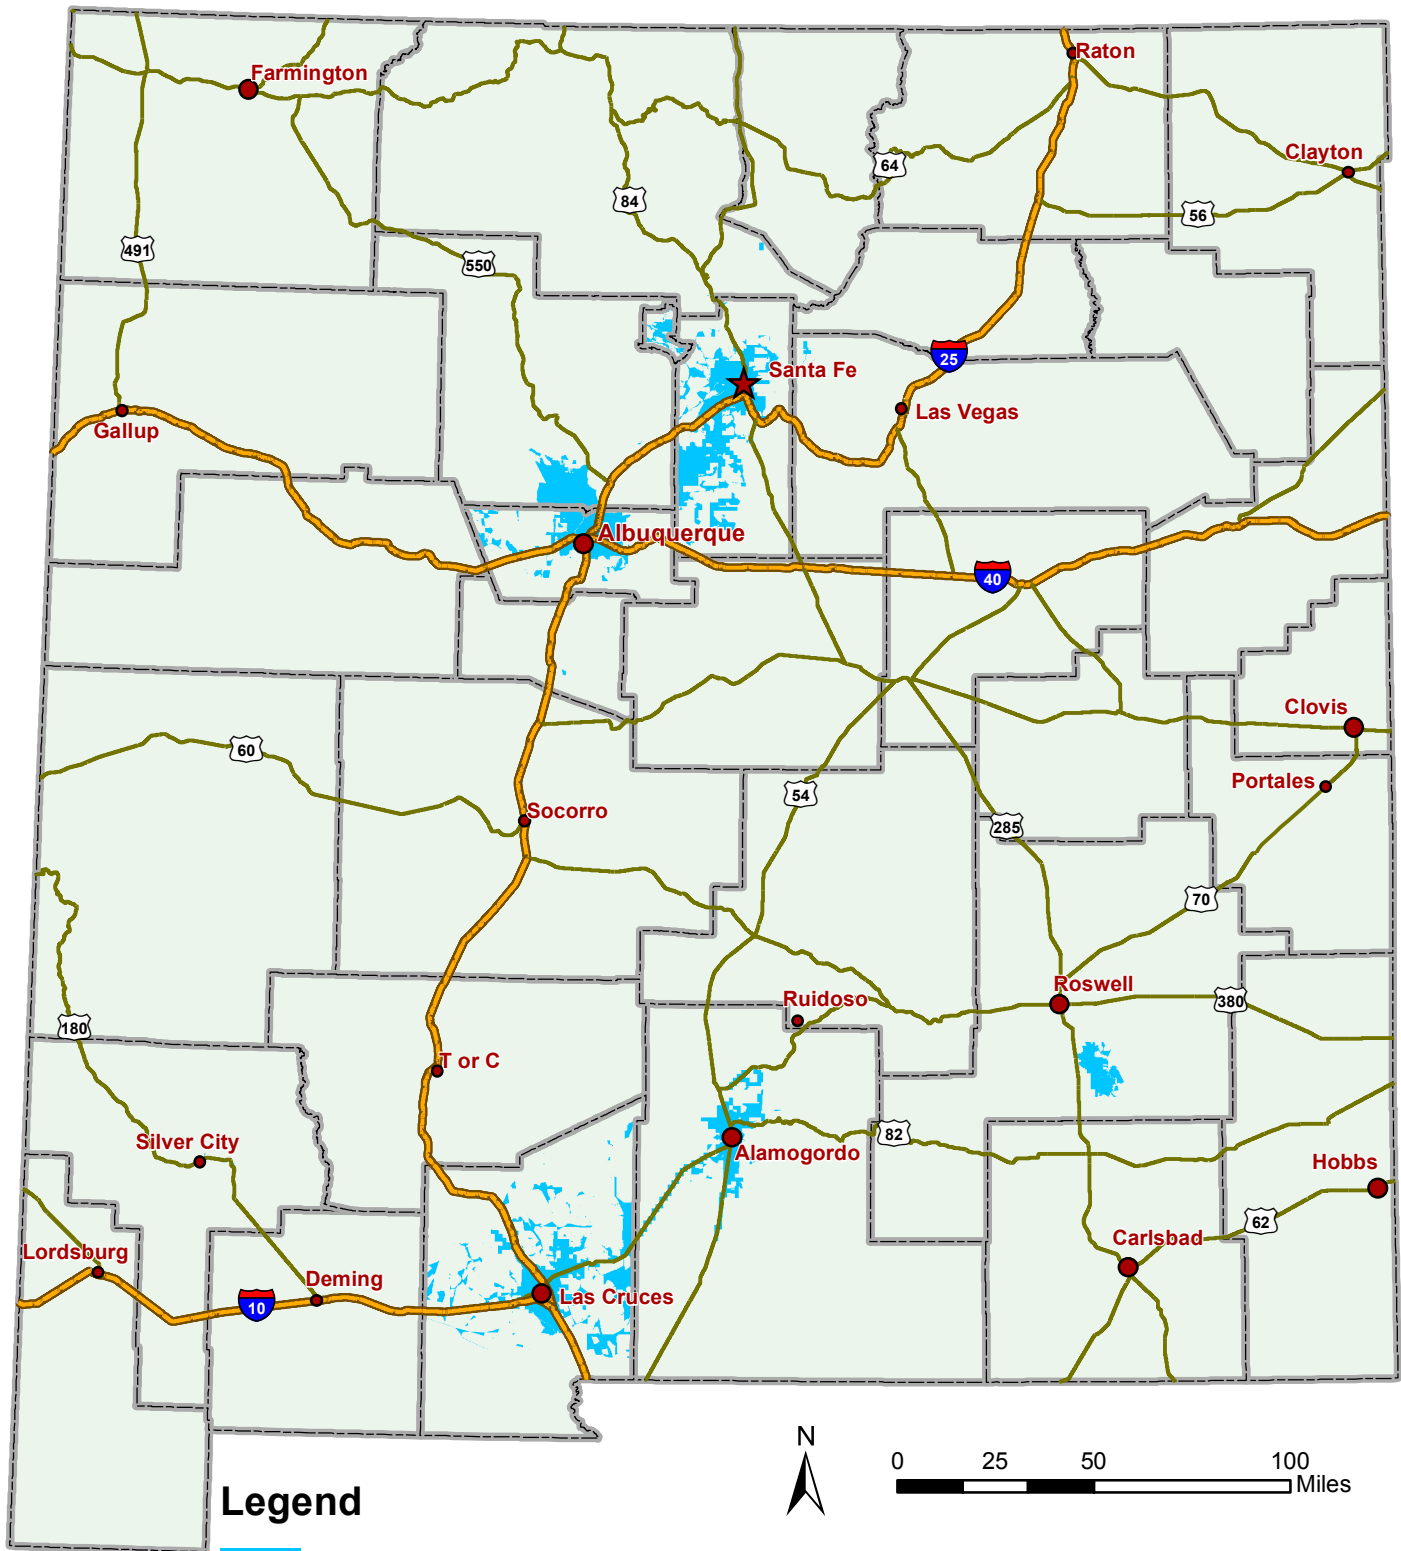 Raton
Farmington
Clayton
64
84
56
491
550
25
Santa Fe
Las Vegas
Gallup
Albuquerque
40
Clovis
60
Portales
54
Socorro
285
70
Roswell
Ruidoso
380
180
T or C
82
Silver City
Alamogordo
Hobbs
62
Carlsbad
Lordsburg
Deming
Las Cruces
10
N
0 25 50 100
Miles
Legend